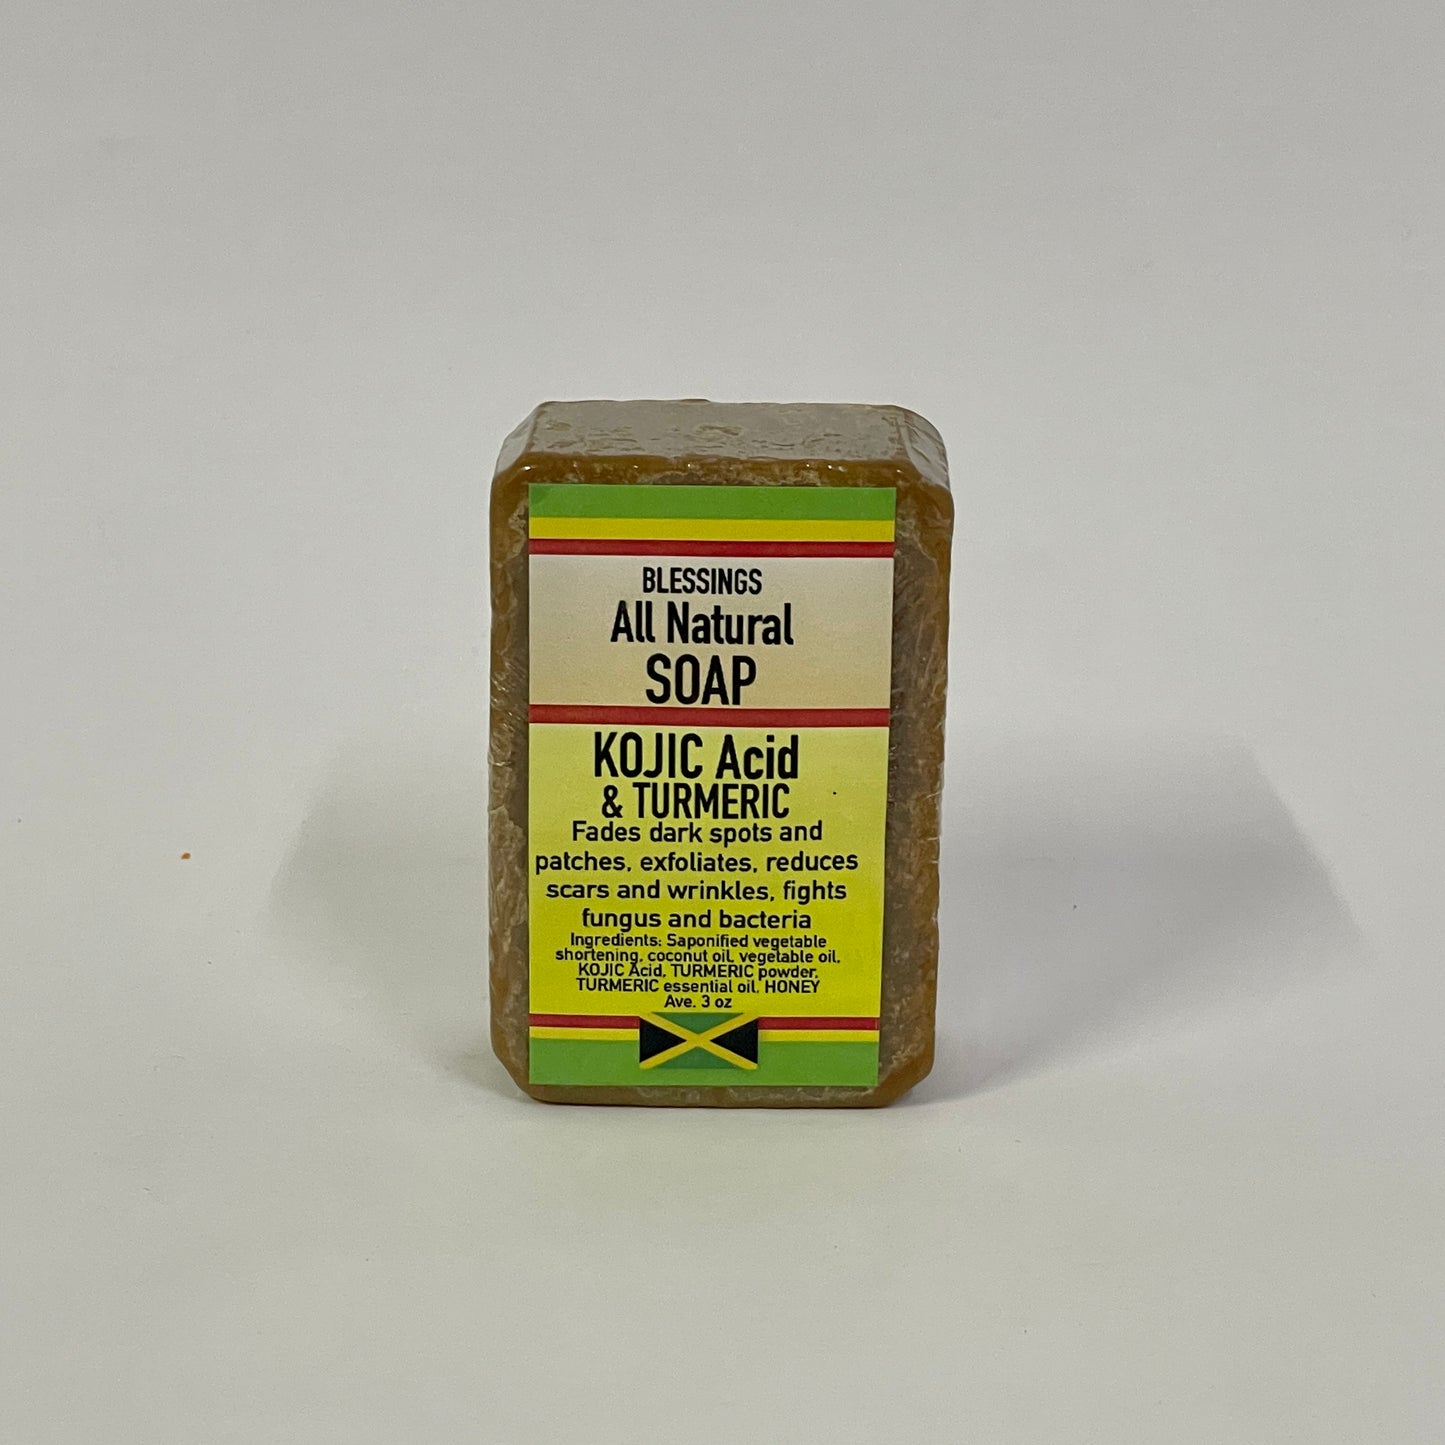 BLESSINGS
All Natural
SOAP
KOJIC Acid
& TURMERIC
Fades dark spots and
patches, exfoliates, reduces
scars and wrinkles, fights
fungus and bacteria
Ingredients: Saponified vegetable
shortening, coconut oil, vegetable oil,
KOJIC Acid, TURMERIC powder,
TURMERIC essential oil, HONEY
Ave. 3 oz